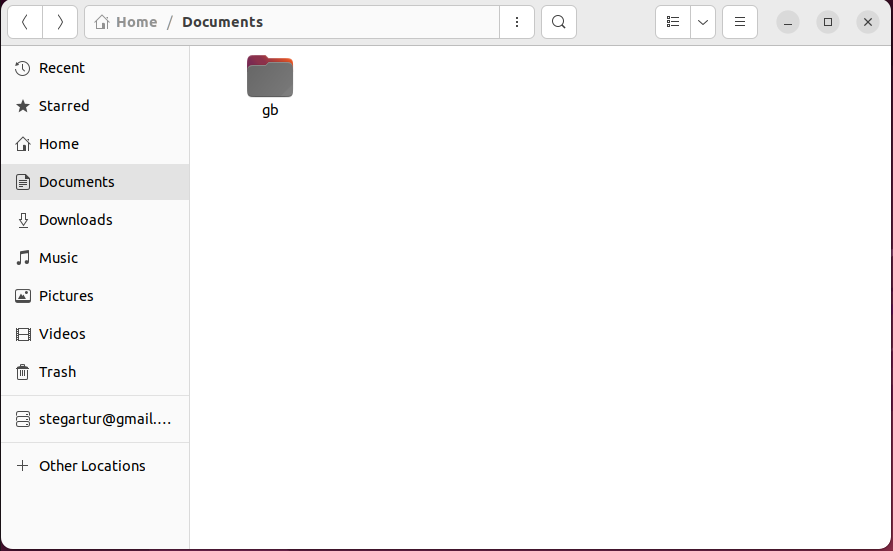 Home / Documents
Recent
Starred
Home
Documents
Downloads
Music
Pictures
Videos
Trash
stegartur@gmail.…
Other Locations
gb